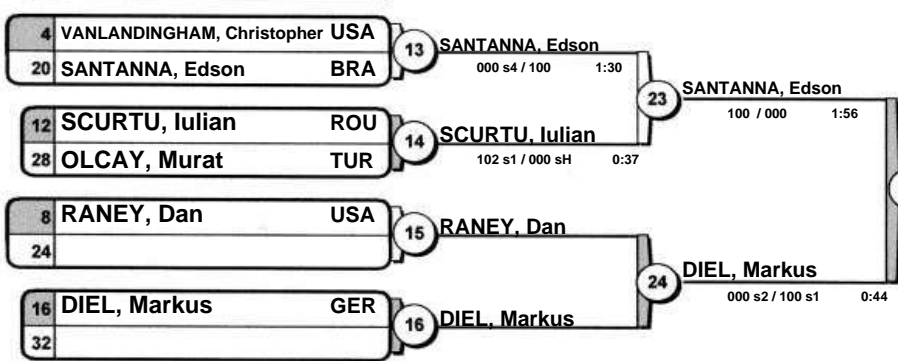 4 VANLANDINGHAM, Christopher USA
20 SANTANNA, Edson BRA
13
SANTANNA, Edson
000 s4 / 100 1:30
12 SCURTU, Iulian ROU
28 OLCAY, Murat TUR
14
SCURTU, Iulian
102 s1 / 000 sH 0:37
23
SANTANNA, Edson
100 / 000 1:56
8 RANEY, Dan USA
24
15
RANEY, Dan
16 DIEL, Markus GER
32
16
DIEL, Markus
24
DIEL, Markus
000 s2 / 100 s1 0:44